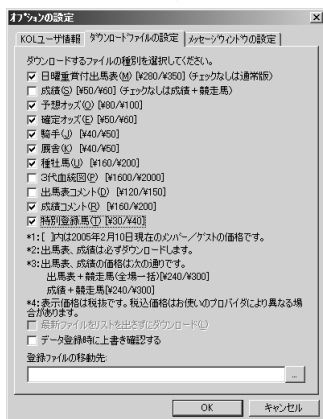 オプションの設定
KOLユーザ情報 ダウンロードファイルの設定 メッセージウィンドウの設定
ダウンロードするファイルの種別を選択してください。
日曜重賞付出馬表(M) [¥280/¥350] (チェックなしは通常版)
成績(S) [¥50/¥60] (チェックなしは成績+競走馬)
予想オッズ(O) [¥80/¥100]
確定オッズ(E) [¥50/¥60]
騎手(J) [¥40/¥50]
厩舎(K) [¥40/¥50]
種牡馬(U) [¥160/¥200]
3代血統図(P) [¥1600/¥2000]
出馬表コメント(D) [¥120/¥150]
成績コメント(R) [¥160/¥200]
特別登録馬(T) [¥30/¥40]
*1:[ ]内は2005年2月10日現在のメンバー/ゲストの価格です。
*2:出馬表、成績は必ずダウンロードします。
*3:出馬表、成績の価格は次の通りです。
出馬表+競走馬(全場一括)[¥240/¥300]
成績+競走馬[¥240/¥300]
*4:表示価格は税抜です。税込価格はお使いのプロバイダにより異なる場
合があります。
最新ファイルをリストを出さずにダウンロード(L)
データ登録時に上書き確認する
登録ファイルの移動先:
...
OK キャンセル